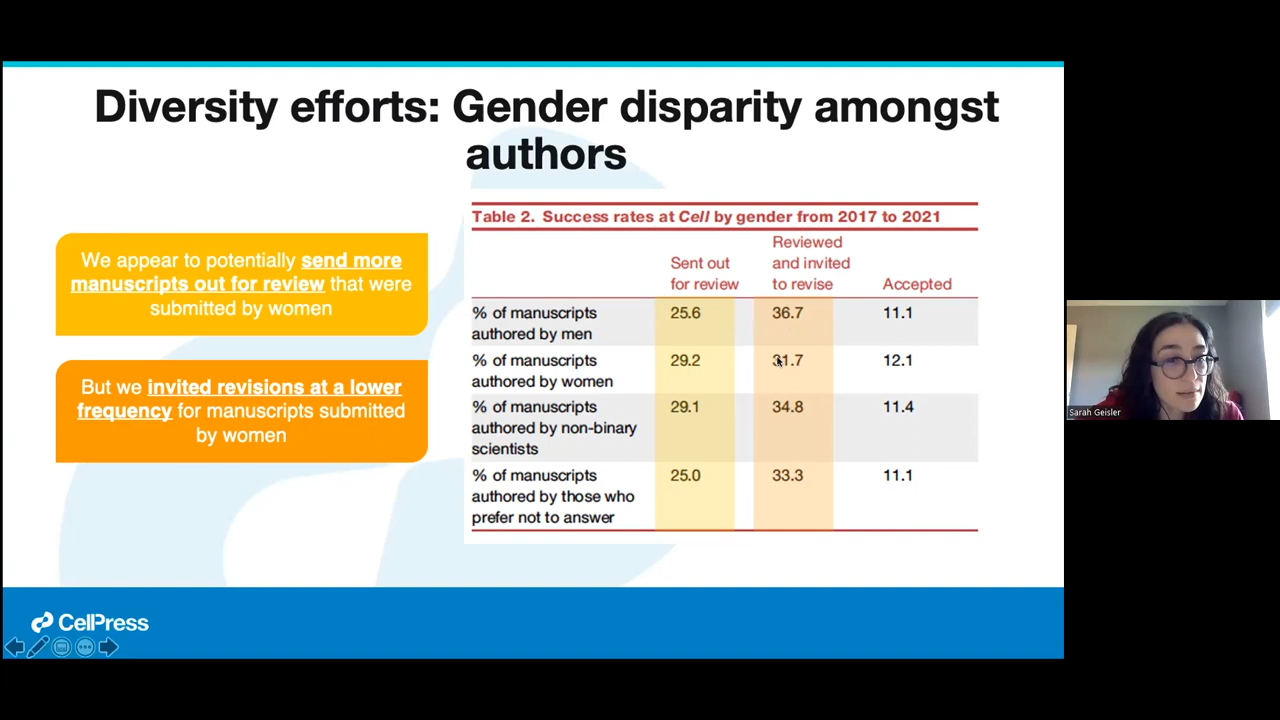 Diversity efforts: Gender disparity amongst
authors
We appear to potentially send more
manuscripts out for review that were
submitted by women
But we invited revisions at a lower
frequency for manuscripts submitted
by women
Table 2. Success rates at Cell by gender from 2017 to 2021
Sent out for review Reviewed and invited to revise Accepted
% of manuscripts authored by men 25.6 36.7 11.1
% of manuscripts authored by women 29.2 31.7 12.1
% of manuscripts authored by non-binary scientists 29.1 34.8 11.4
% of manuscripts authored by those who prefer not to answer 25.0 33.3 11.1
CellPress
Sarah Geisler